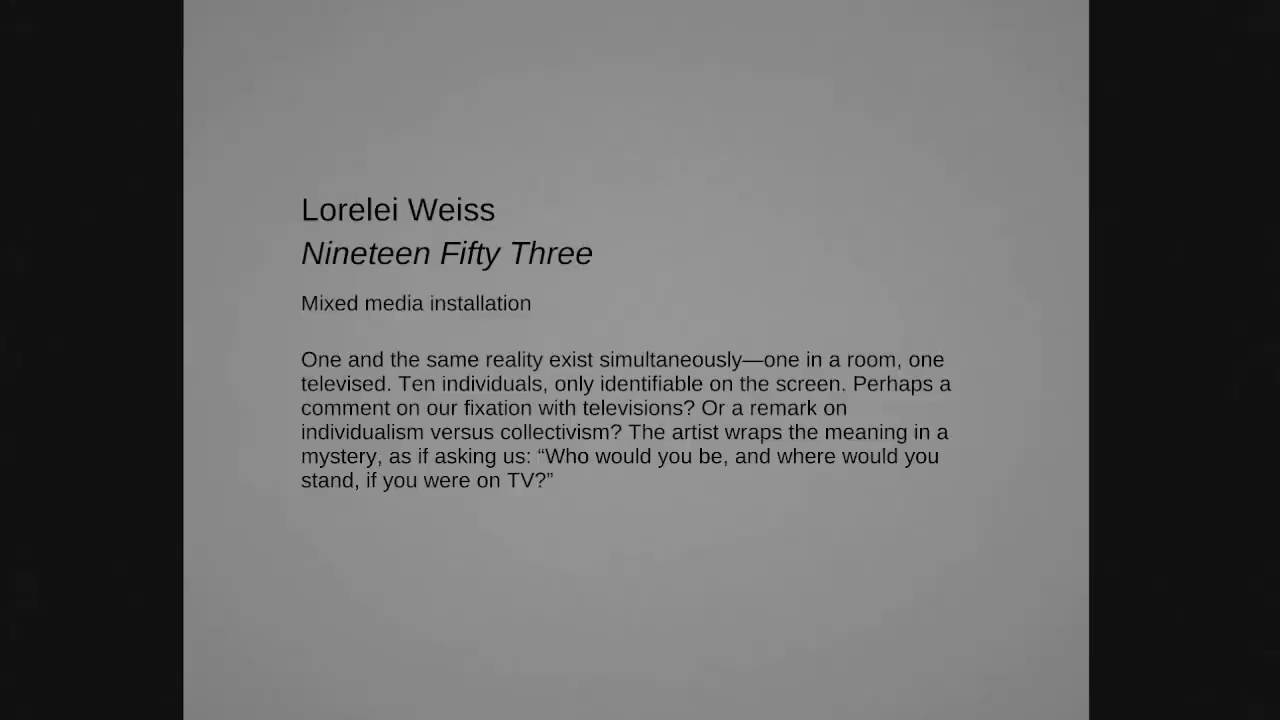 Lorelei Weiss
Nineteen Fifty Three
Mixed media installation
One and the same reality exist simultaneously—one in a room, one
televised. Ten individuals, only identifiable on the screen. Perhaps a
comment on our fixation with televisions? Or a remark on
individualism versus collectivism? The artist wraps the meaning in a
mystery, as if asking us: “Who would you be, and where would you
stand, if you were on TV?”